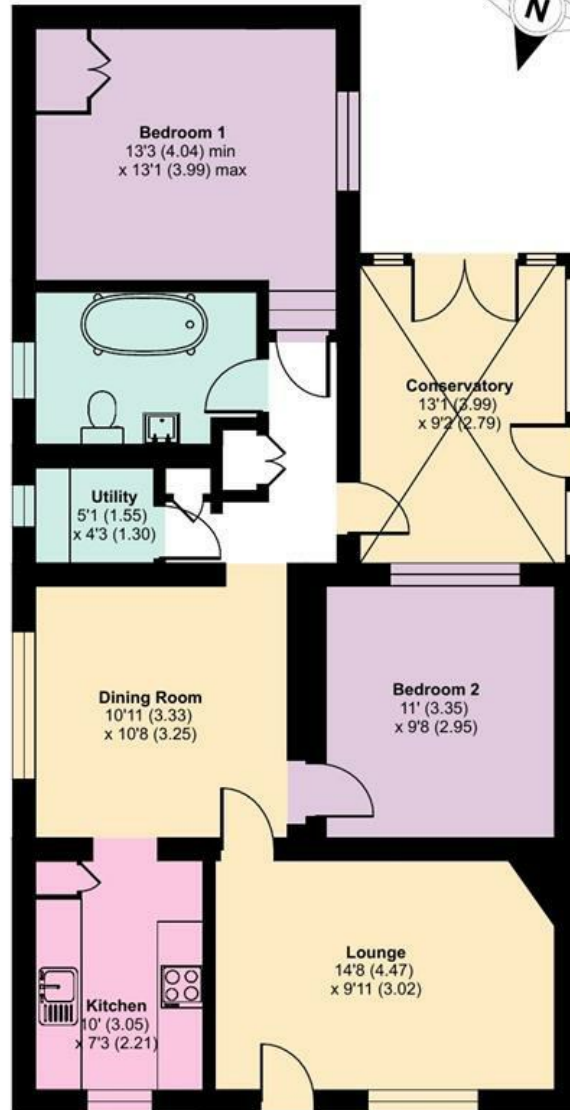 N
Bedroom 1
13'3 (4.04) min
x 13'1 (3.99) max
Conservatory
13'1 (3.99)
x 9'2 (2.79)
Utility
5'1 (1.55)
x 4'3 (1.30)
Dining Room
10'11 (3.33)
x 10'8 (3.25)
Bedroom 2
11' (3.35)
x 9'8 (2.95)
Lounge
14'8 (4.47)
x 9'11 (3.02)
Kitchen
10' (3.05)
x 7'3 (2.21)